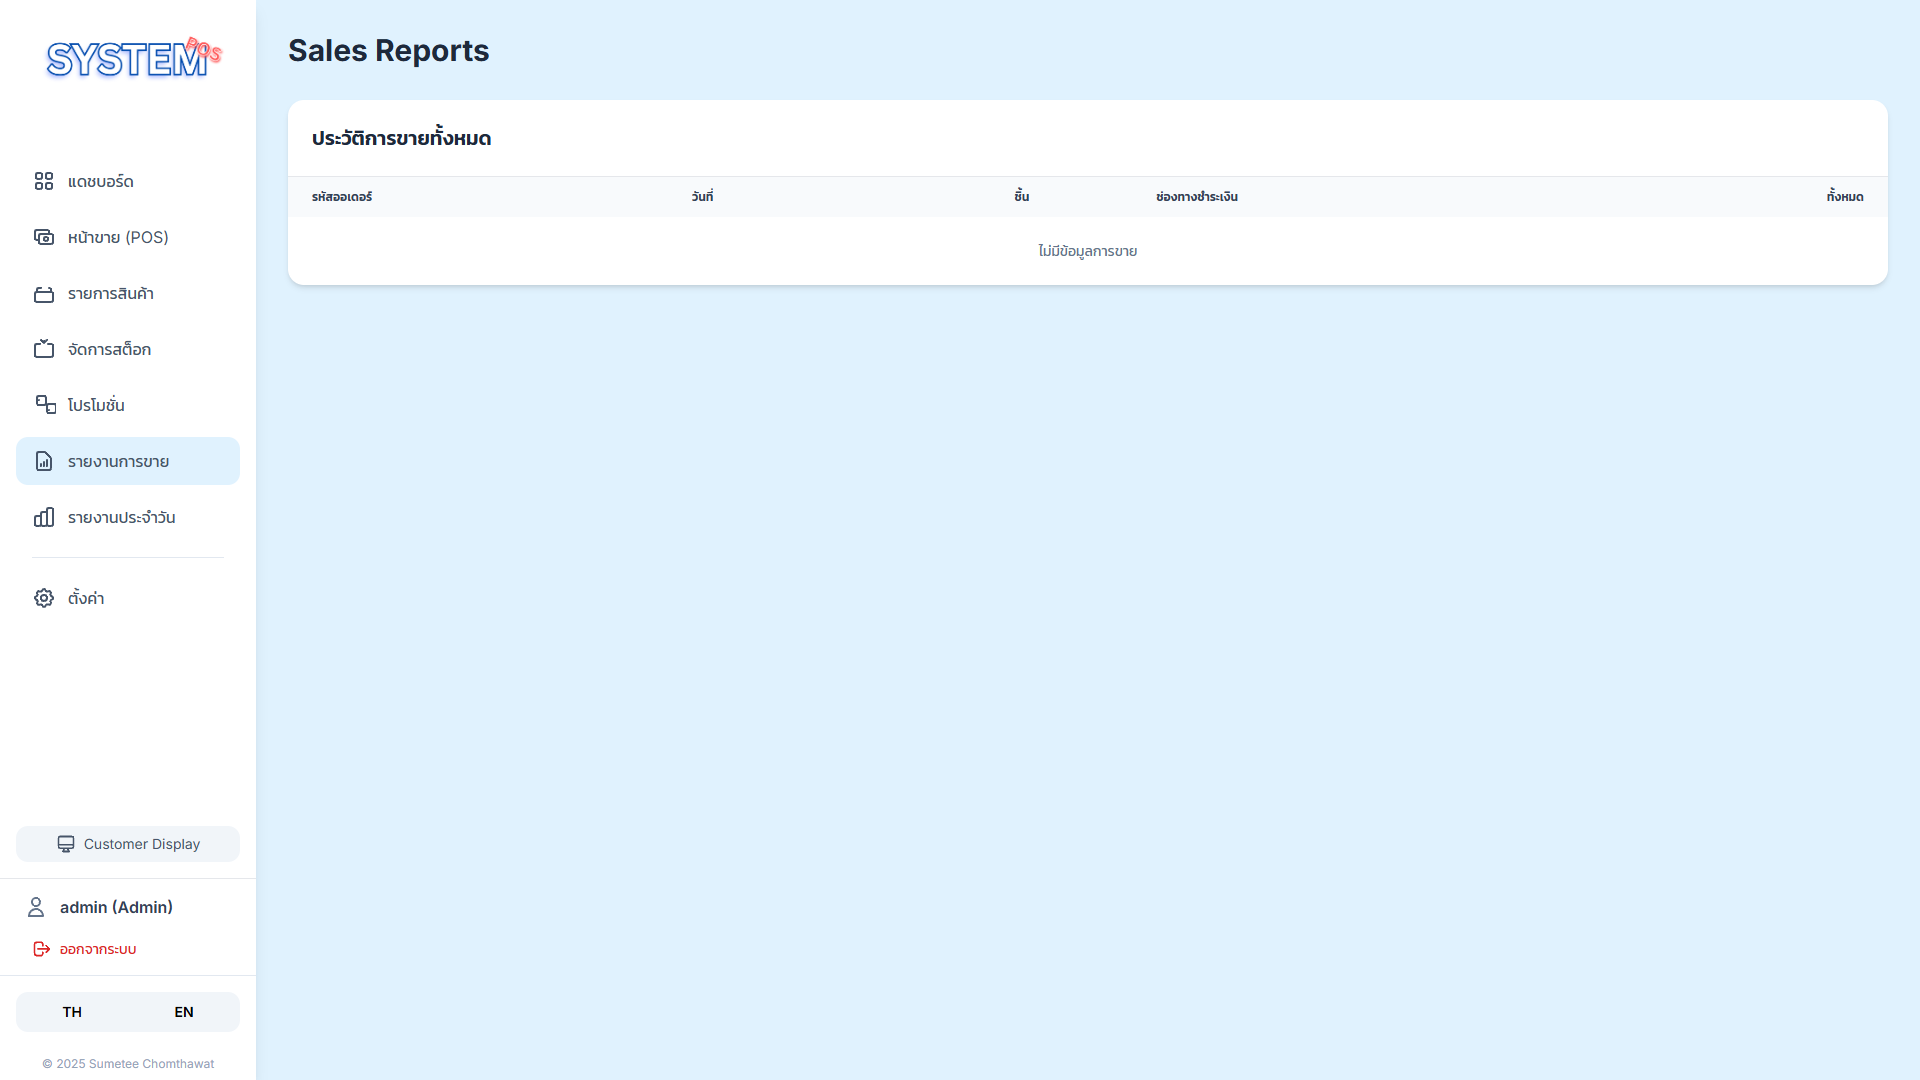 SYSTEM POS
แดชบอร์ด
หน้าขาย (POS)
รายการสินค้า
จัดการสต็อก
โปรโมชั่น
รายงานการขาย
รายงานประจำวัน
ตั้งค่า
Customer Display
admin (Admin)
ออกจากระบบ
TH EN
© 2025 Sumetee Chomthawat
Sales Reports
ประวัติการขายทั้งหมด
รหัสออเดอร์ วันที่ ชิ้น ช่องทางชำระเงิน ทั้งหมด
ไม่มีข้อมูลการขาย